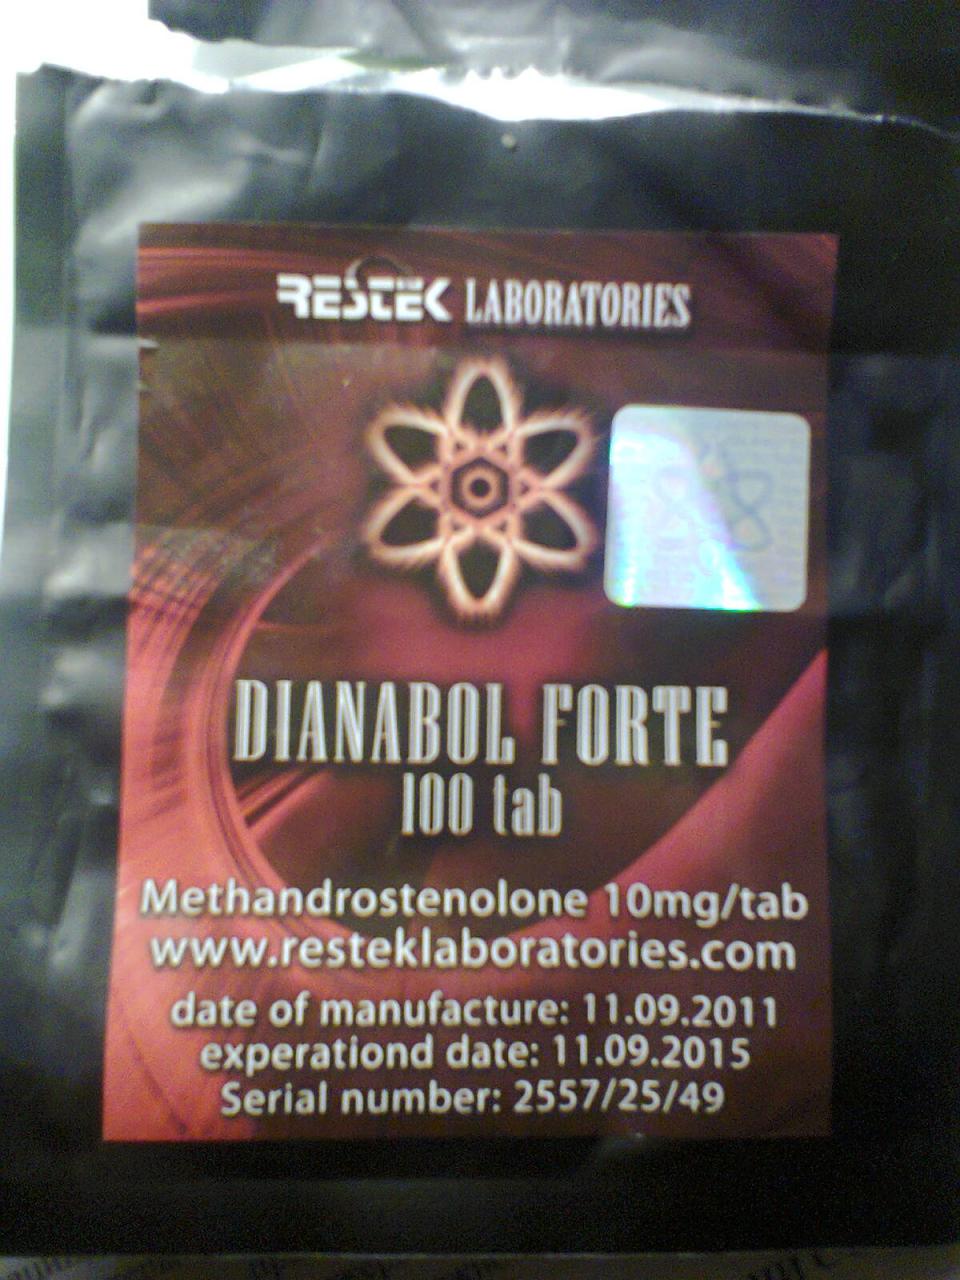 RESTEK LABORATORIES
DIANABOL FORTE
100 tab
Methandrostenolone 10mg/tab
www.resteklaboratories.com
date of manufacture: 11.09.2011
experationd date: 11.09.2015
Serial number: 2557/25/49